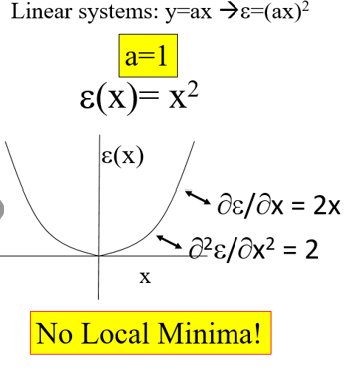 Linear systems: y=ax →ε=(ax)²
a=1
ε(x)= x²
ε(x)
∂ε/∂x = 2x
∂²ε/∂x² = 2
x
No Local Minima!